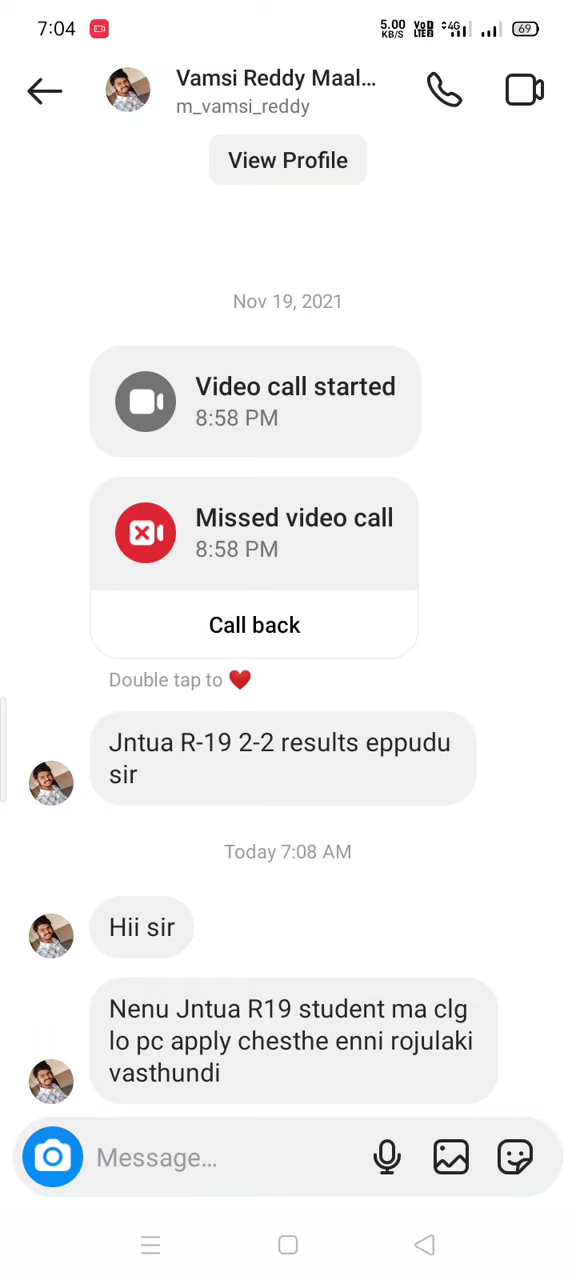 7:04 5.00 KB/S VoD LTE2 4G 69
Vamsi Reddy Maal...
m_vamsi_reddy
View Profile
Nov 19, 2021
Video call started
8:58 PM
Missed video call
8:58 PM
Call back
Double tap to ❤️
Jntua R-19 2-2 results eppudu
sir
Today 7:08 AM
Hii sir
Nenu Jntua R19 student ma clg
lo pc apply chesthe enni rojulaki
vasthundi
Message...